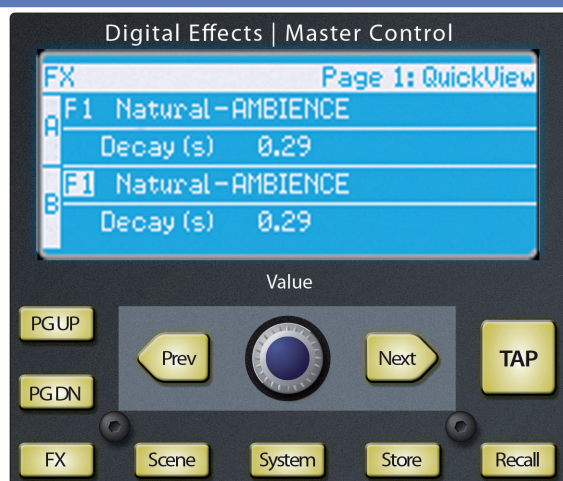 Digital Effects | Master Control
FX Page 1: QuickView
A
F1 Natural-AMBIENCE
Decay (s) 0.29
B
F1 Natural-AMBIENCE
Decay (s) 0.29
Value
PG UP
Prev
Next
TAP
PG DN
FX
Scene
System
Store
Recall